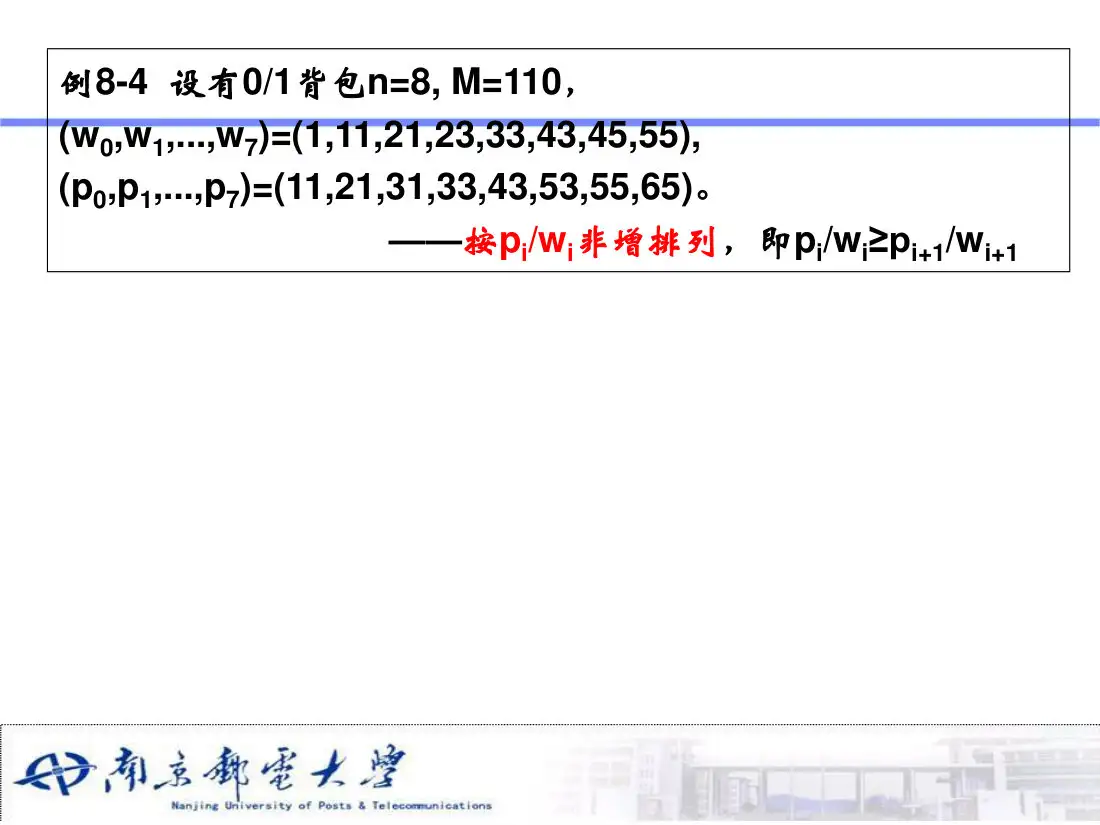 例8-4 设有0/1背包n=8, M=110，
(w0,w1,...,w7)=(1,11,21,23,33,43,45,55),
(p0,p1,...,p7)=(11,21,31,33,43,53,55,65)。
——按pi/wi非增排列，即pi/wi≥pi+1/wi+1
南京郵電大學
Nanjing University of Posts & Telecommunications